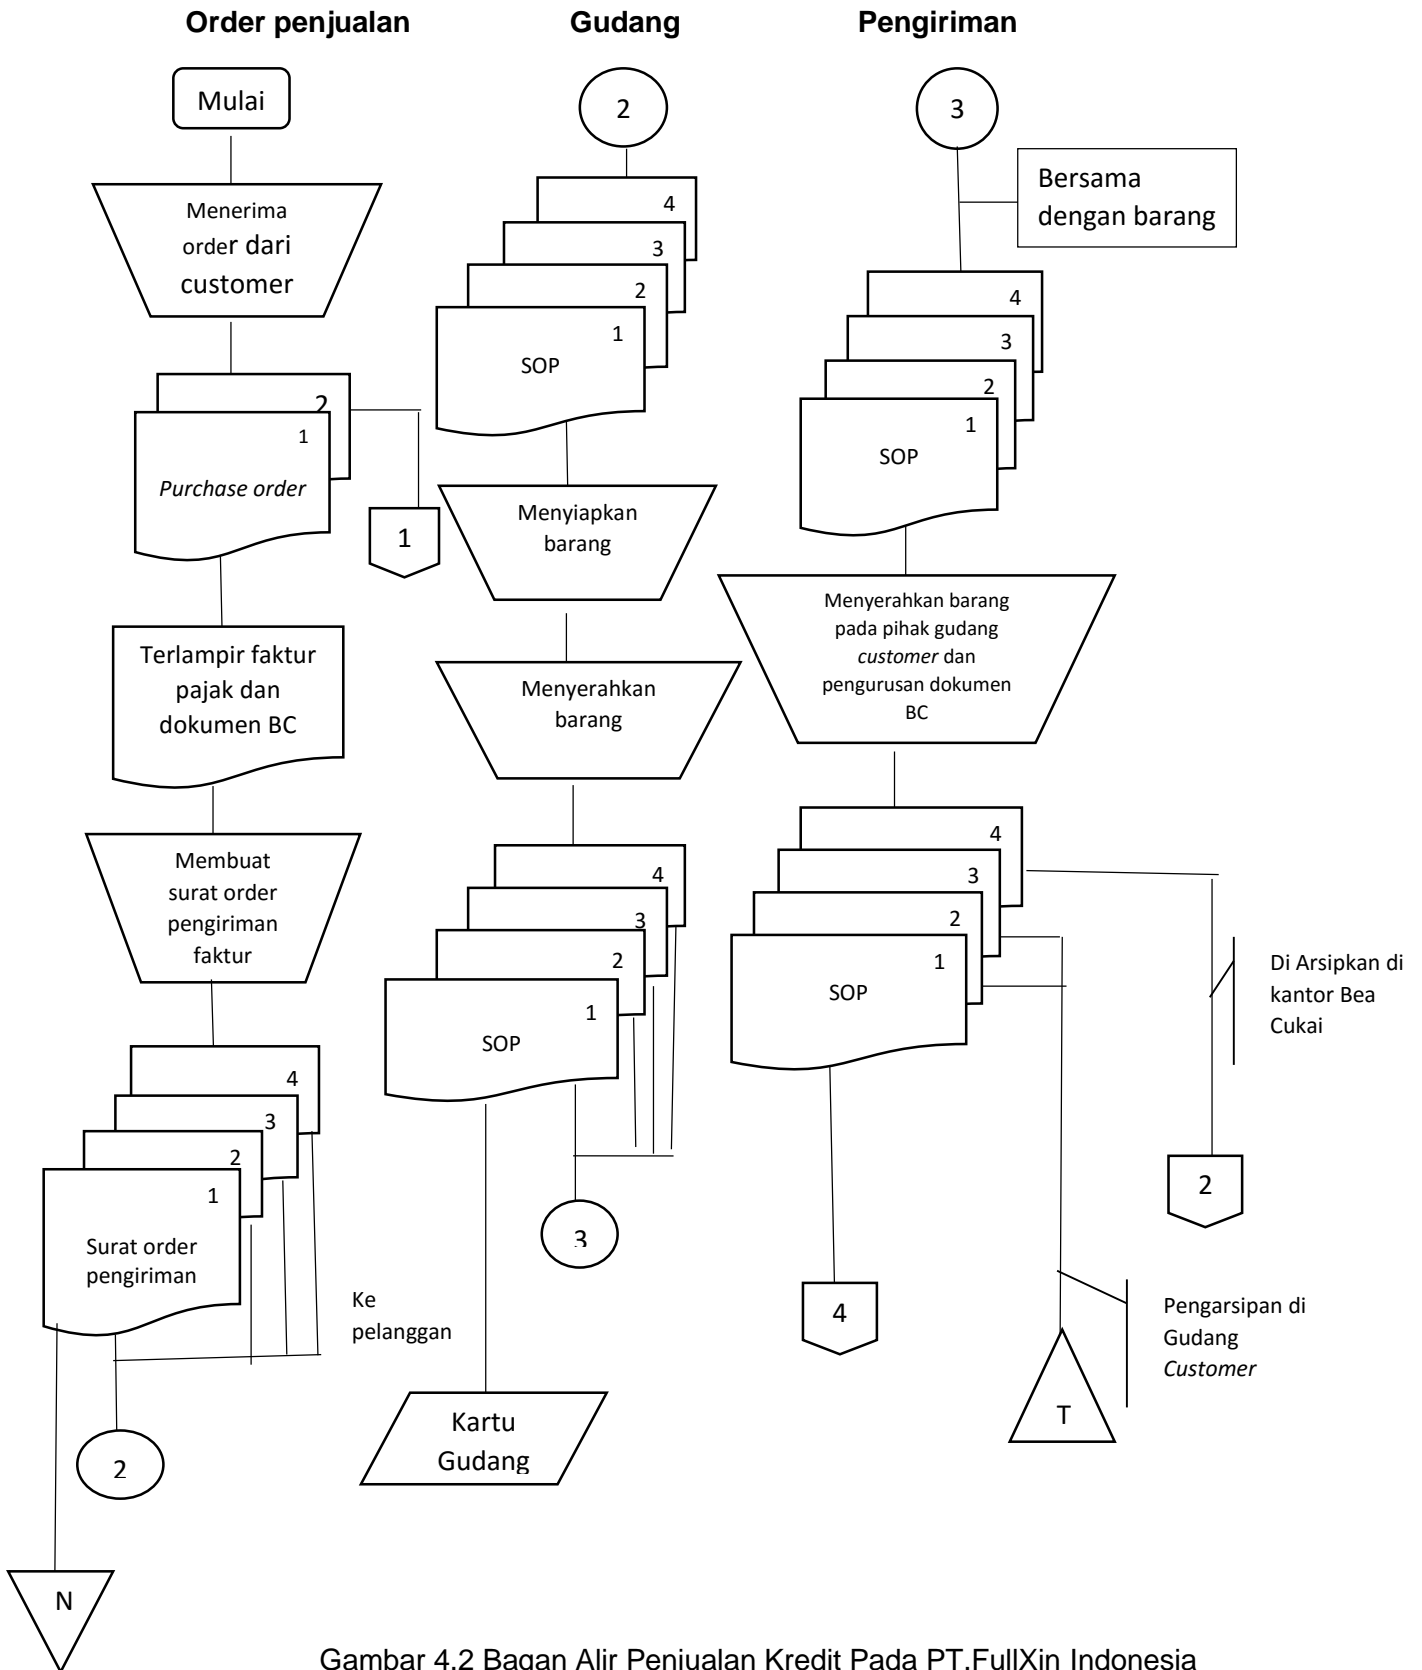 Order penjualan
Mulai
Menerima
order dari
customer
2
1
Purchase order
1
Terlampir faktur
pajak dan
dokumen BC
Membuat
surat order
pengiriman
faktur
4
3
2
1
Surat order
pengiriman
Ke
pelanggan
2
N
Gudang
2
4
3
2
1
SOP
Menyiapkan
barang
Menyerahkan
barang
4
3
2
1
SOP
3
Kartu
Gudang
Pengiriman
3
Bersama
dengan barang
4
3
2
1
SOP
Menyerahkan barang
pada pihak gudang
customer dan
pengurusan dokumen
BC
4
3
2
1
SOP
Di Arsipkan di
kantor Bea
Cukai
2
4
Pengarsipan di
Gudang
Customer
T
Gambar 4.2 Bagan Alir Penjualan Kredit Pada PT.FullXin Indonesia